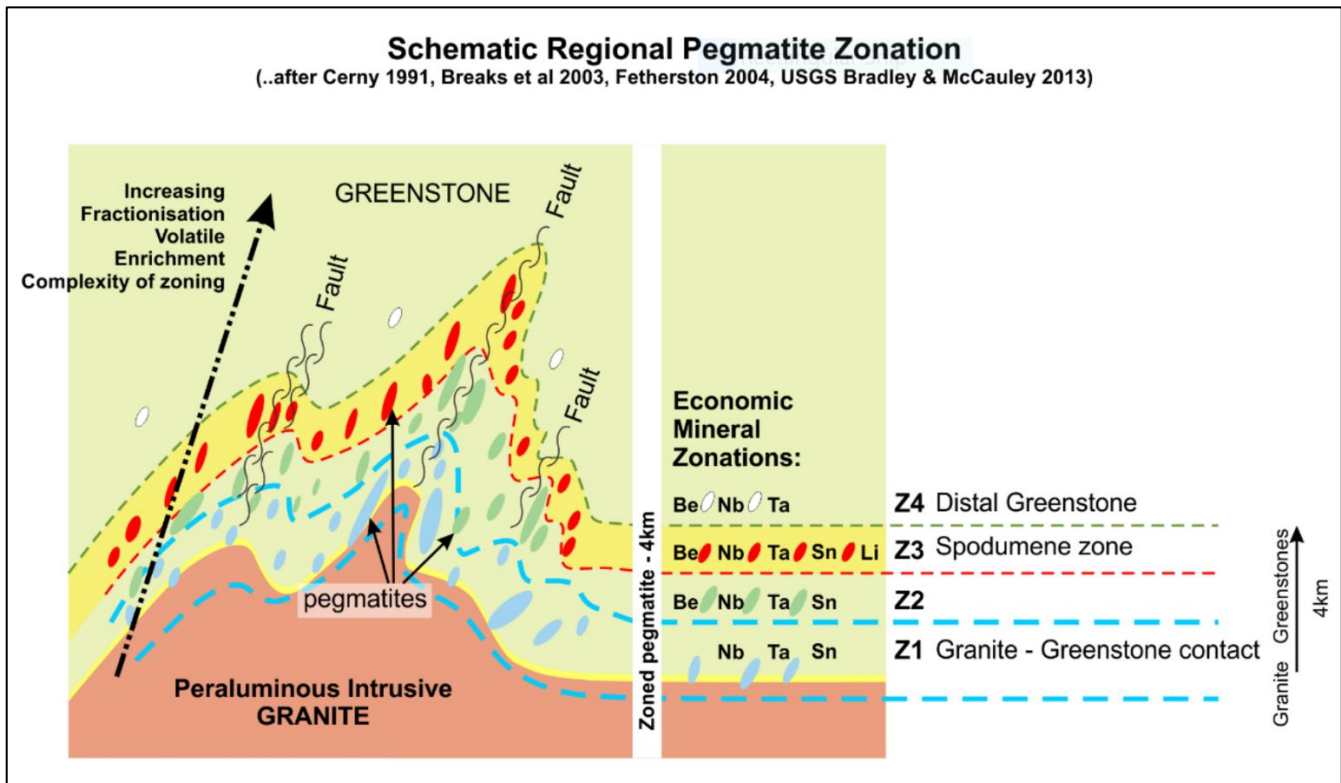 Schematic Regional Pegmatite Zonation
(..after Cerny 1991, Breaks et al 2003, Fetherston 2004, USGS Bradley & McCauley 2013)
Increasing
Fractionisation
Volatile
Enrichment
Complexity of zoning
GREENSTONE
Fault
Fault
Fault
pegmatites
Peraluminous Intrusive
GRANITE
Zoned pegmatite - 4km
Economic
Mineral
Zonations:
Be Nb Ta
Z4 Distal Greenstone
Be Nb Ta Sn Li
Z3 Spodumene zone
Be Nb Ta Sn
Z2
Nb Ta Sn
Z1 Granite - Greenstone contact
Granite Greenstones
4km